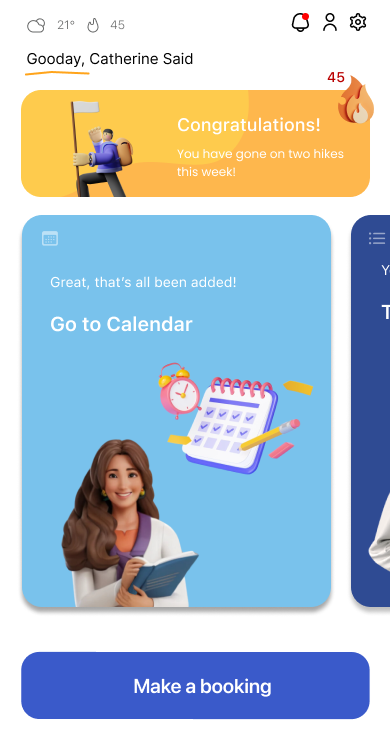 21° 45
Gooday, Catherine Said
45
Congratulations!
You have gone on two hikes
this week!
Great, that's all been added!
Go to Calendar
Y
T
Make a booking